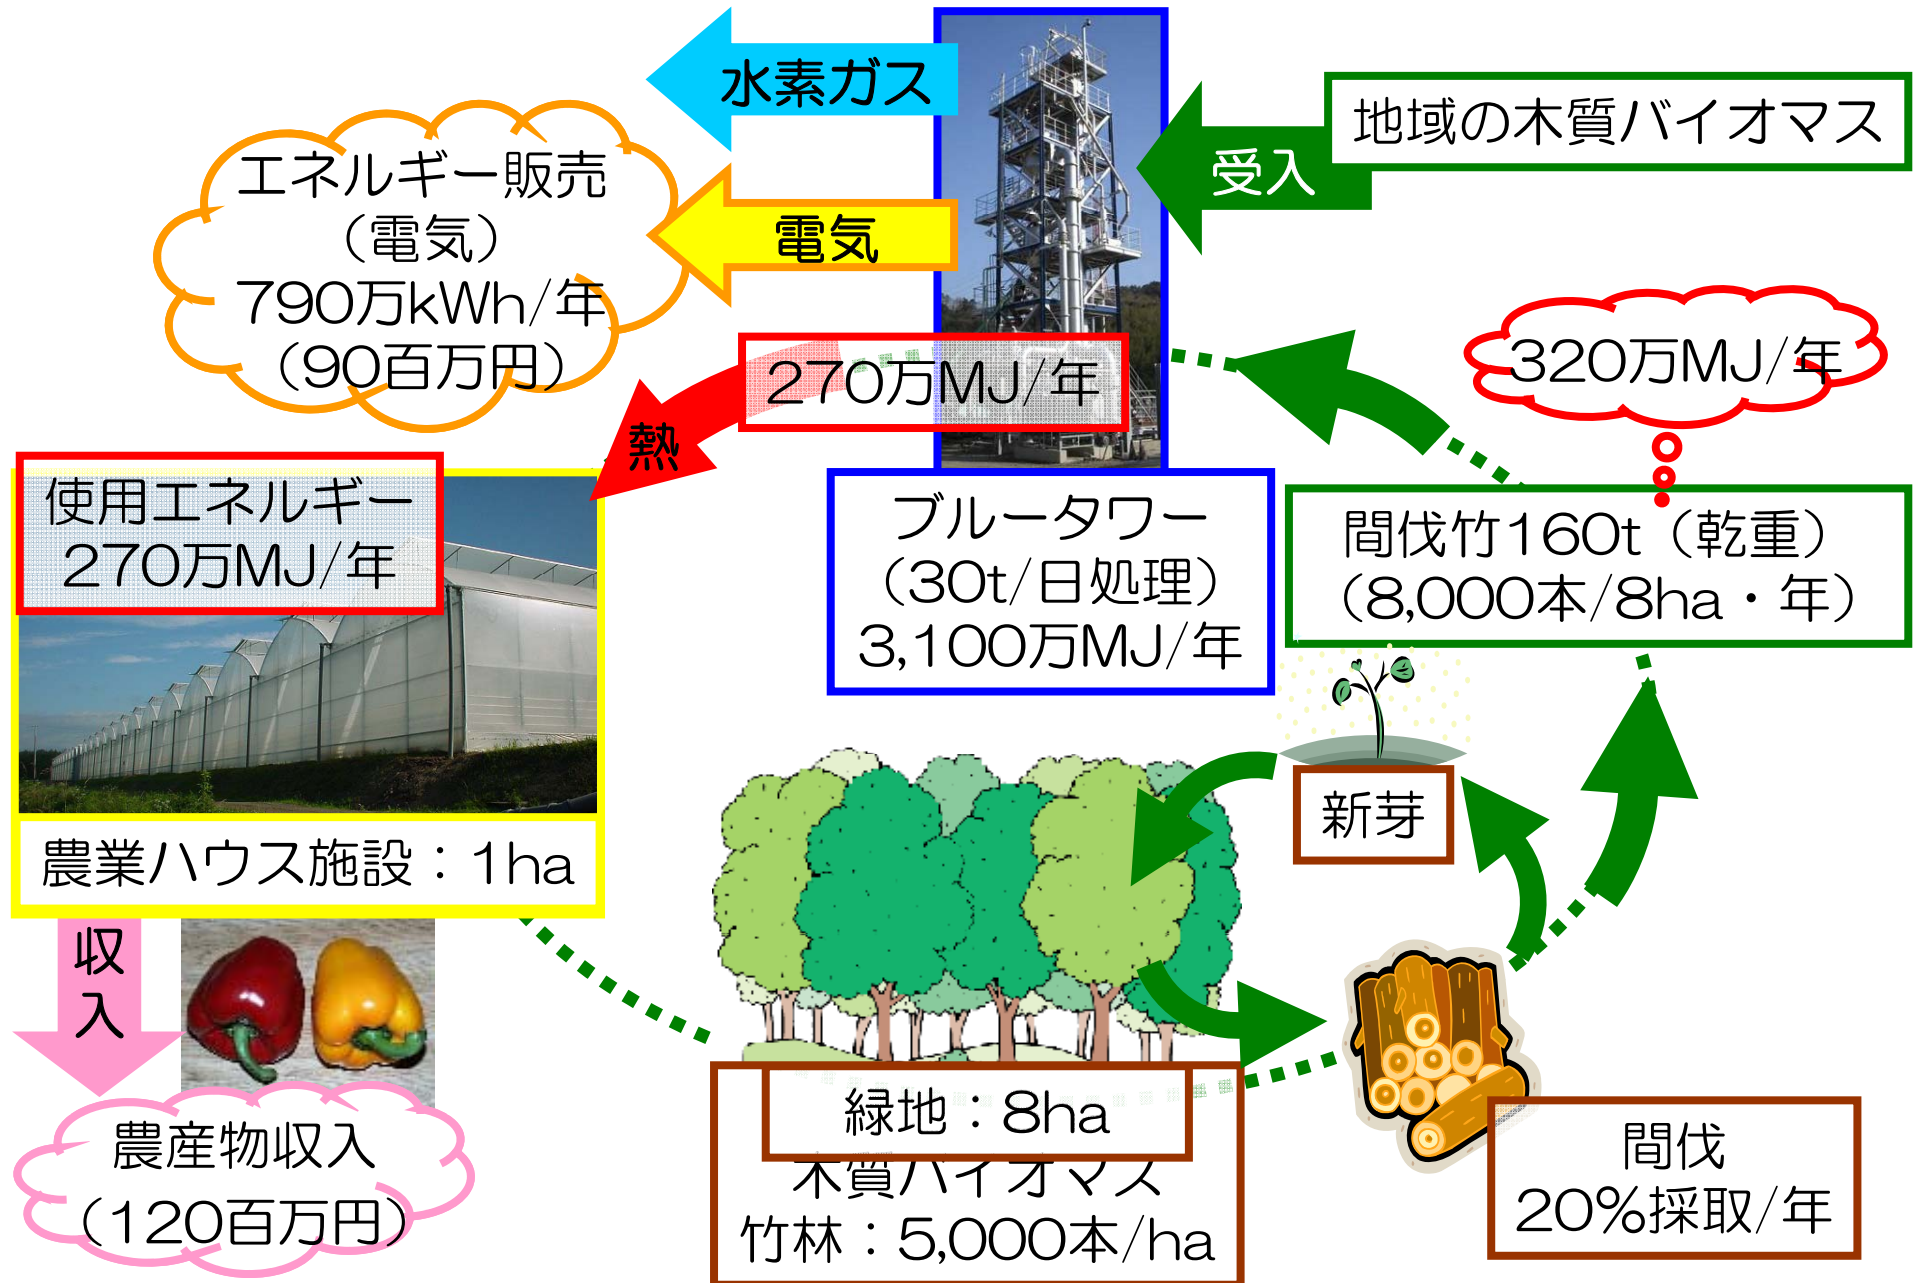 水素ガス
地域の木質バイオマス
受入
エネルギー販売
（電気）
790万kWh/年
（90百万円）
電気
270万MJ/年
熱
320万MJ/年
使用エネルギー
270万MJ/年
ブルータワー
（30t/日処理）
3,100万MJ/年
間伐竹160t（乾重）
（8,000本/8ha・年）
新芽
農業ハウス施設：1ha
収
入
農産物収入
（120百万円）
緑地：8ha
木質バイオマス
竹林：5,000本/ha
間伐
20%採取/年